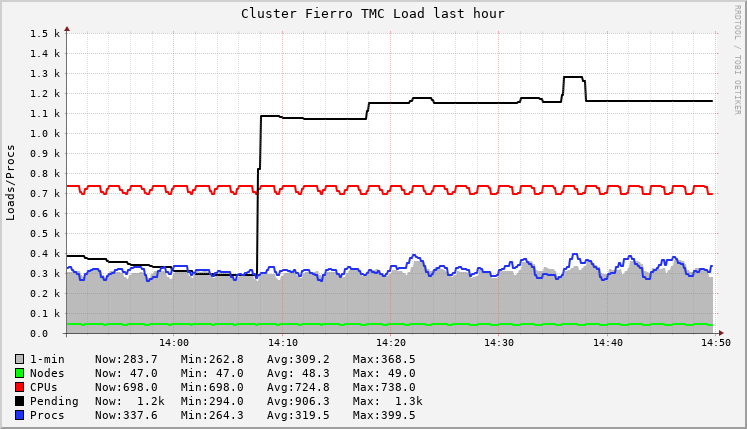 Cluster Fierro TMC Load last hour
RRDTOOL / TOBI OETIKER
Loads/Procs
1.5 k
1.4 k
1.3 k
1.2 k
1.1 k
1.0 k
0.9 k
0.8 k
0.7 k
0.6 k
0.5 k
0.4 k
0.3 k
0.2 k
0.1 k
0.0
14:00 14:10 14:20 14:30 14:40 14:50
1-min Now:283.7 Min:262.8 Avg:309.2 Max:368.5
Nodes Now: 47.0 Min: 47.0 Avg: 48.3 Max: 49.0
CPUs Now:698.0 Min:698.0 Avg:724.8 Max:738.0
Pending Now: 1.2k Min:294.0 Avg:906.3 Max: 1.3k
Procs Now:337.6 Min:264.3 Avg:319.5 Max:399.5